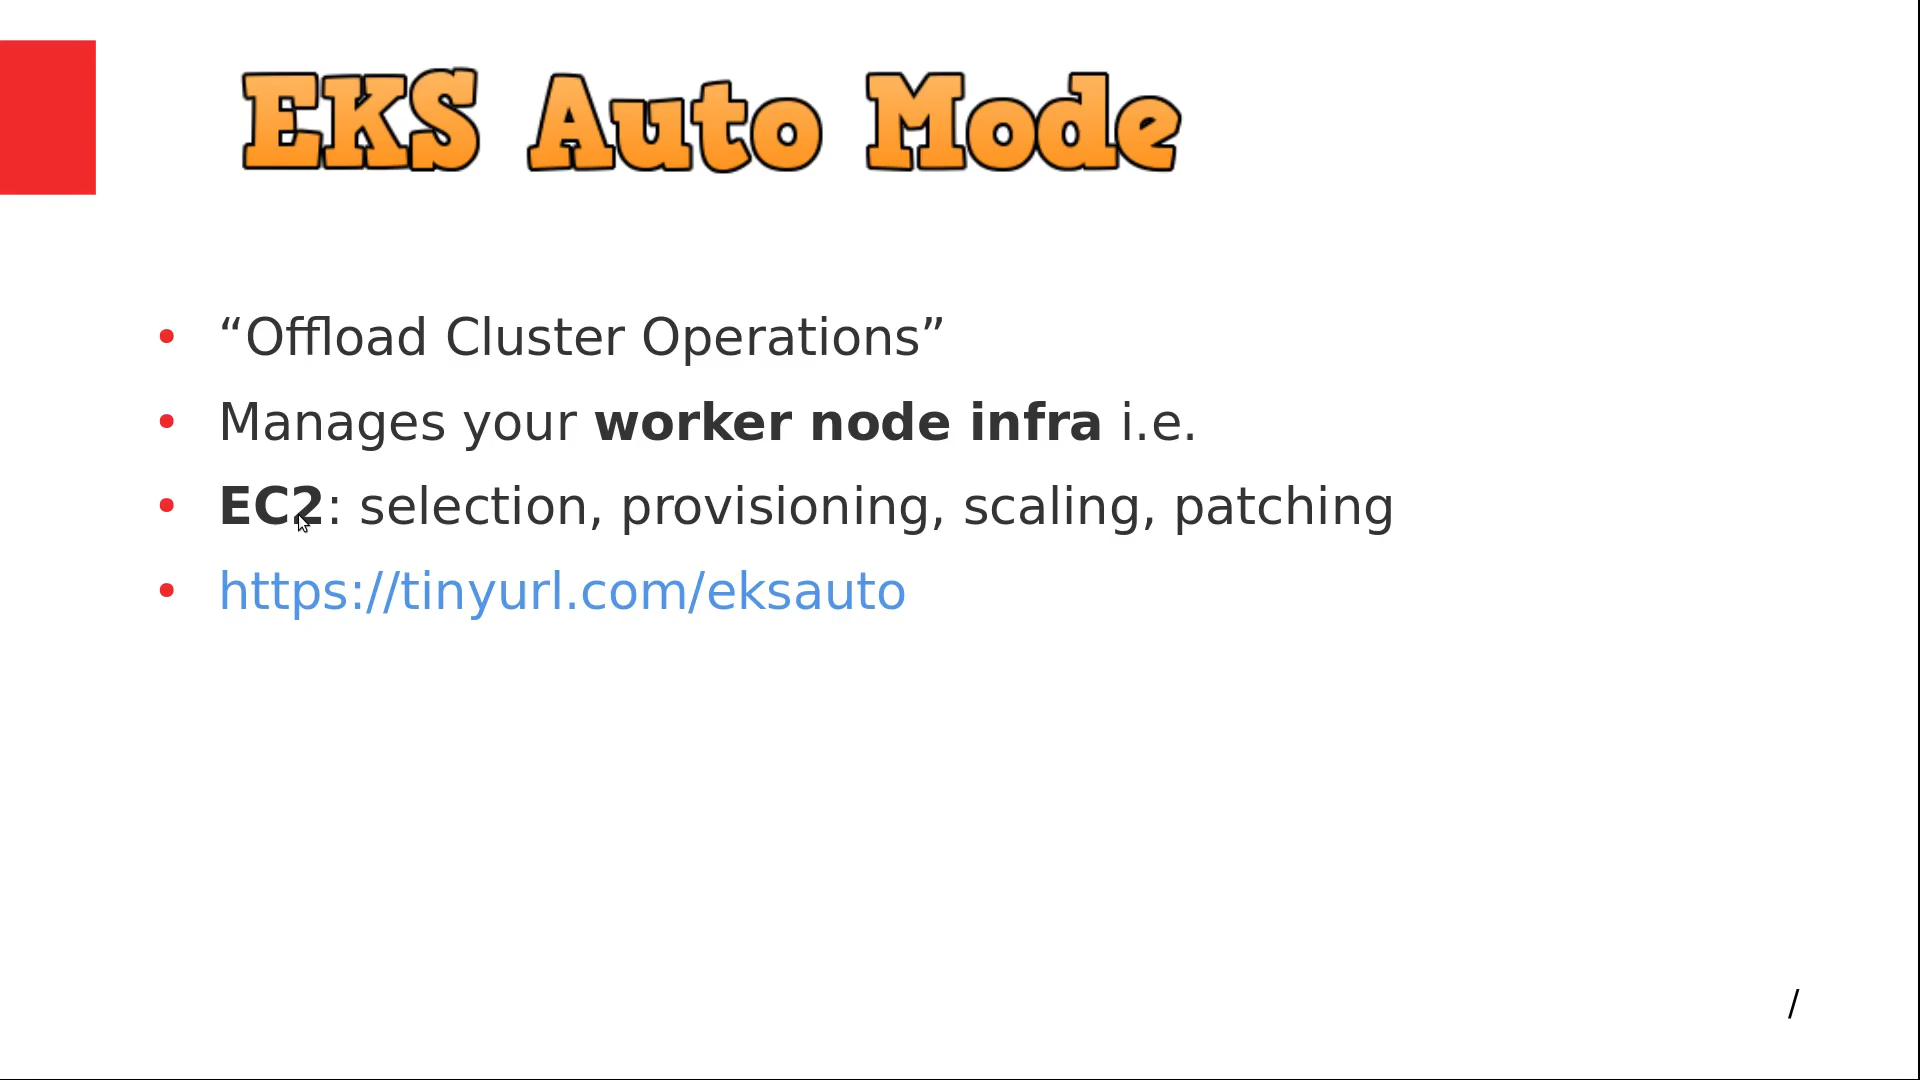 EKS Auto Mode
• “Offload Cluster Operations”
• Manages your worker node infra i.e.
• EC2: selection, provisioning, scaling, patching
• https://tinyurl.com/eksauto
/